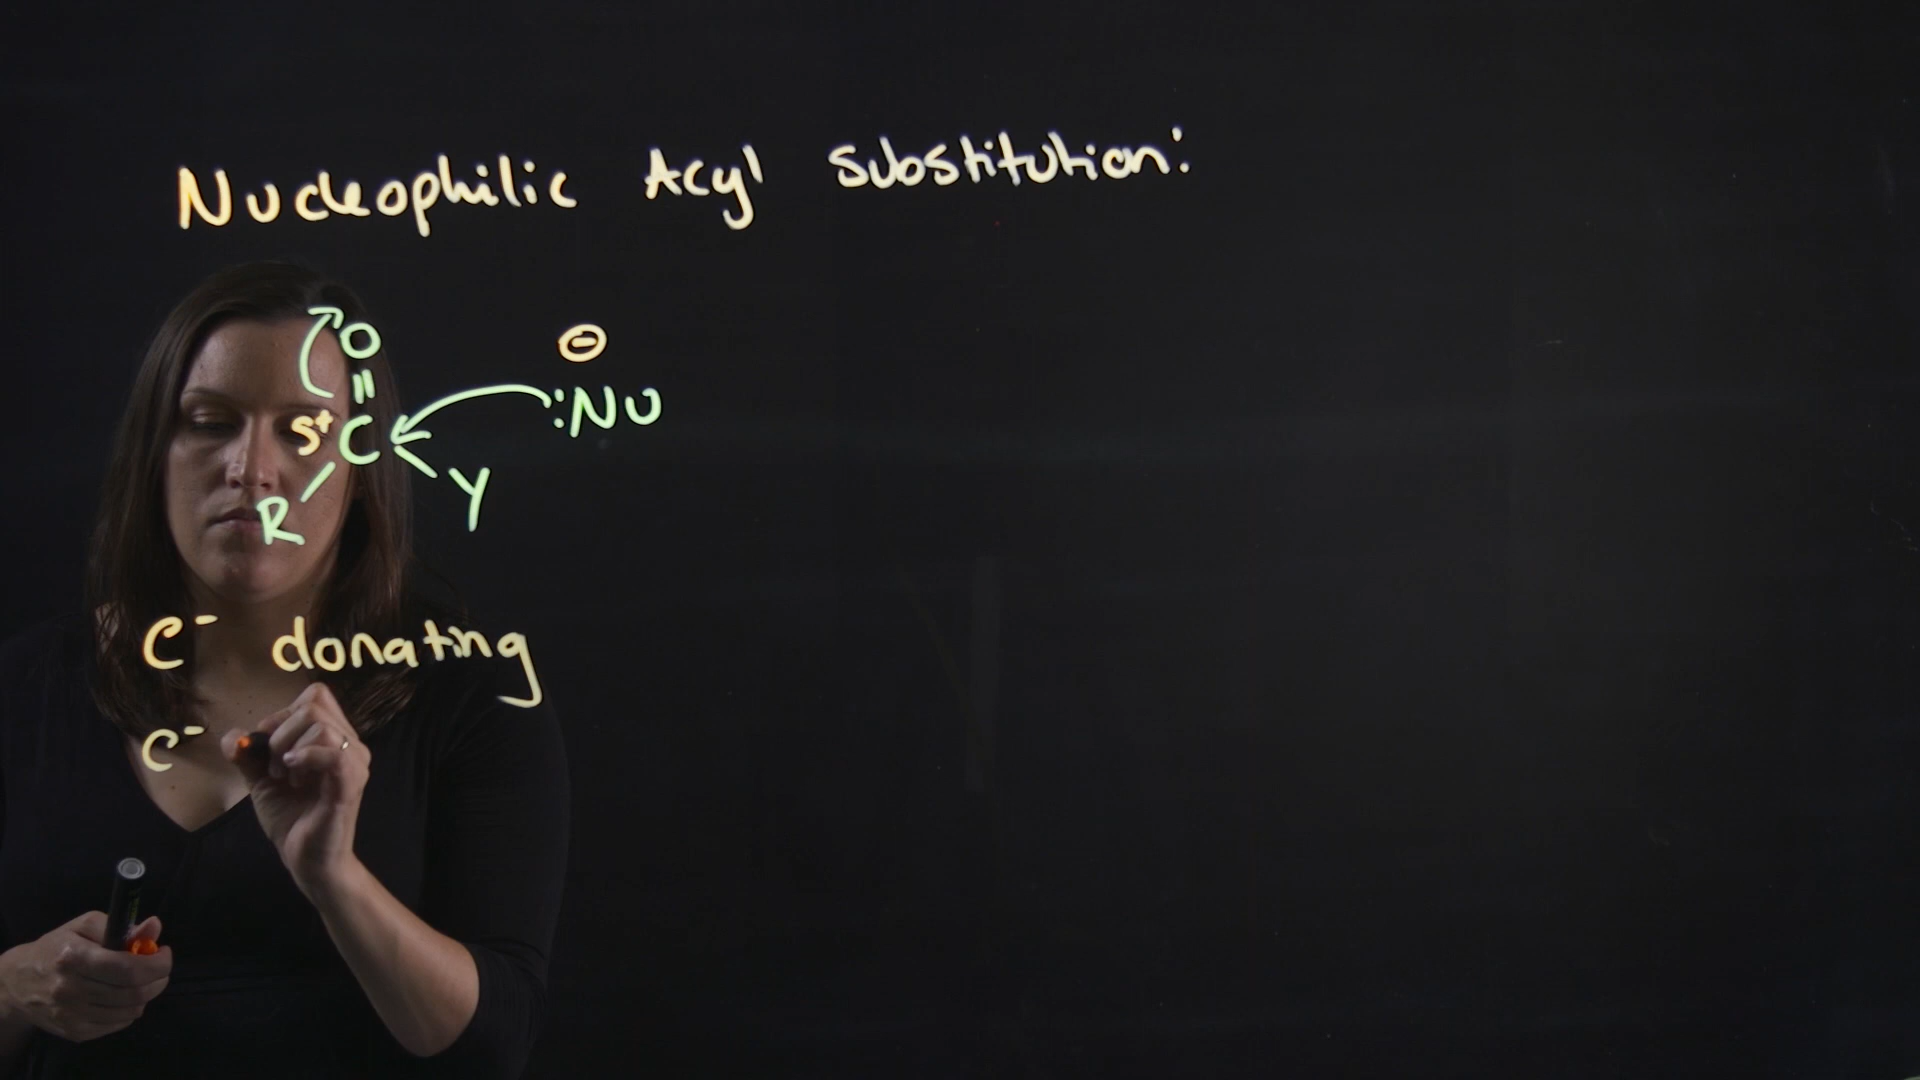 Nucleophilic Acyl Substitution:
O
⊖
:Nu
δ+ C
R
Y
e⁻ donating
e⁻